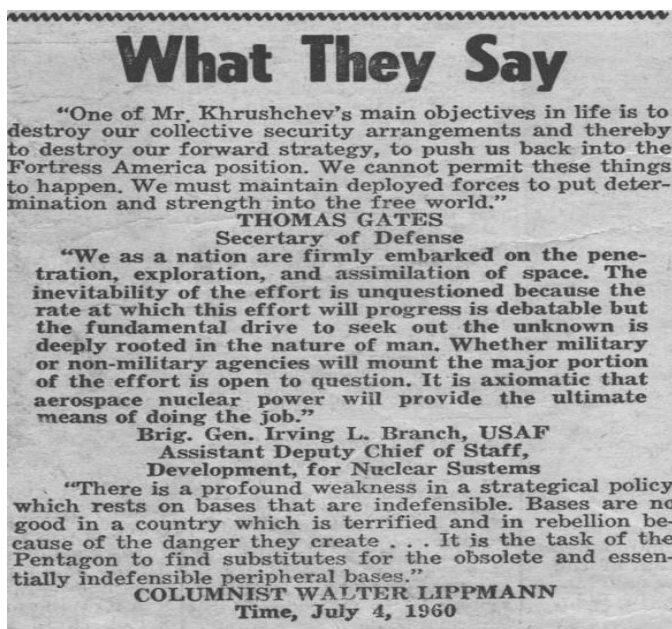 What They Say
"One of Mr. Khrushchev's main objectives in life is to
destroy our collective security arrangements and thereby
to destroy our forward strategy, to push us back into the
Fortress America position. We cannot permit these things
to happen. We must maintain deployed forces to put deter-
mination and strength into the free world."
THOMAS GATES
Secertary of Defense
"We as a nation are firmly embarked on the pene-
tration, exploration, and assimilation of space. The
inevitability of the effort is unquestioned because the
rate at which this effort will progress is debatable but
the fundamental drive to seek out the unknown is
deeply rooted in the nature of man. Whether military
or non-military agencies will mount the major portion
of the effort is open to question. It is axiomatic that
aerospace nuclear power will provide the ultimate
means of doing the job."
Brig. Gen. Irving L. Branch, USAF
Assistant Deputy Chief of Staff,
Development, for Nuclear Sustems
"There is a profound weakness in a strategical policy
which rests on bases that are indefensible. Bases are no
good in a country which is terrified and in rebellion be-
cause of the danger they create . . . It is the task of the
Pentagon to find substitutes for the obsolete and essen-
tially indefensible peripheral bases."
COLUMNIST WALTER LIPPMANN
Time, July 4, 1960